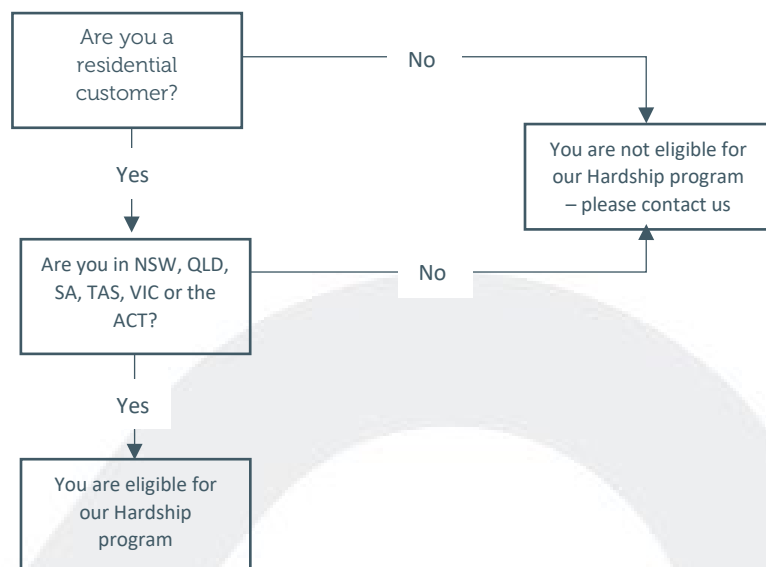 Are you a
residential
customer?
No
Yes
You are not eligible for
our Hardship program
– please contact us
Are you in NSW, QLD,
SA, TAS, VIC or the
ACT?
No
Yes
You are eligible for
our Hardship
program